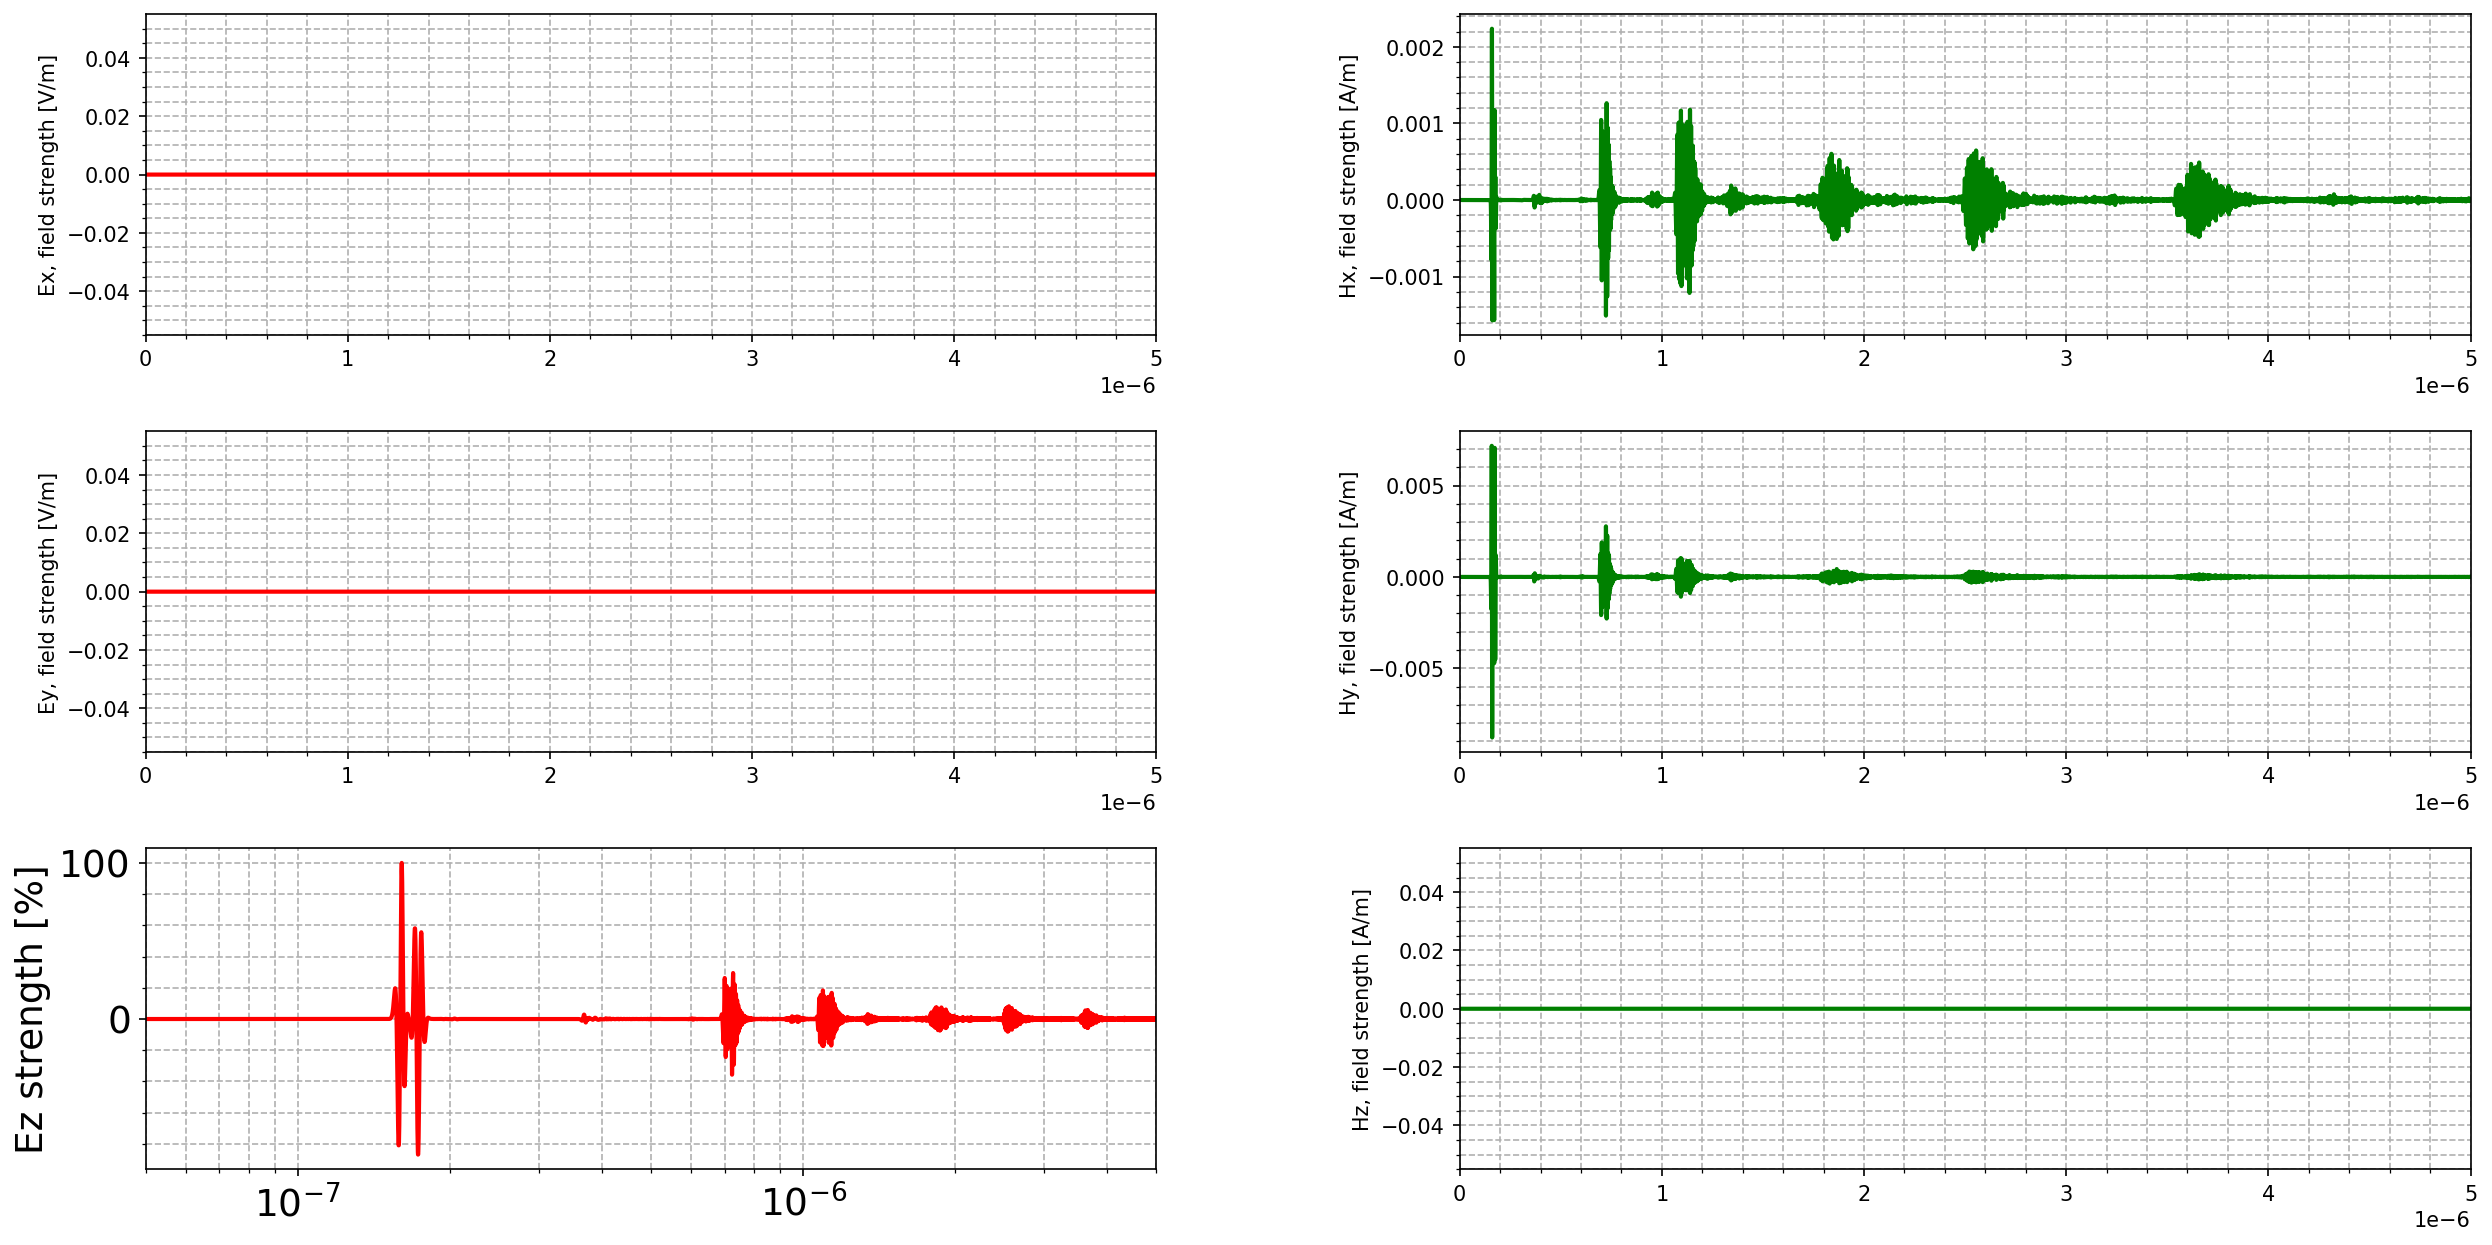 Ex, field strength [V/m]
0.04
0.02
0.00
−0.02
−0.04
0 1 2 3 4 5
1e−6
Hx, field strength [A/m]
0.002
0.001
0.000
−0.001
0 1 2 3 4 5
1e−6
Ey, field strength [V/m]
0.04
0.02
0.00
−0.02
−0.04
0 1 2 3 4 5
1e−6
Hy, field strength [A/m]
0.005
0.000
−0.005
0 1 2 3 4 5
1e−6
Ez strength [%]
100
0
10⁻⁷ 10⁻⁶
Hz, field strength [A/m]
0.04
0.02
0.00
−0.02
−0.04
0 1 2 3 4 5
1e−6